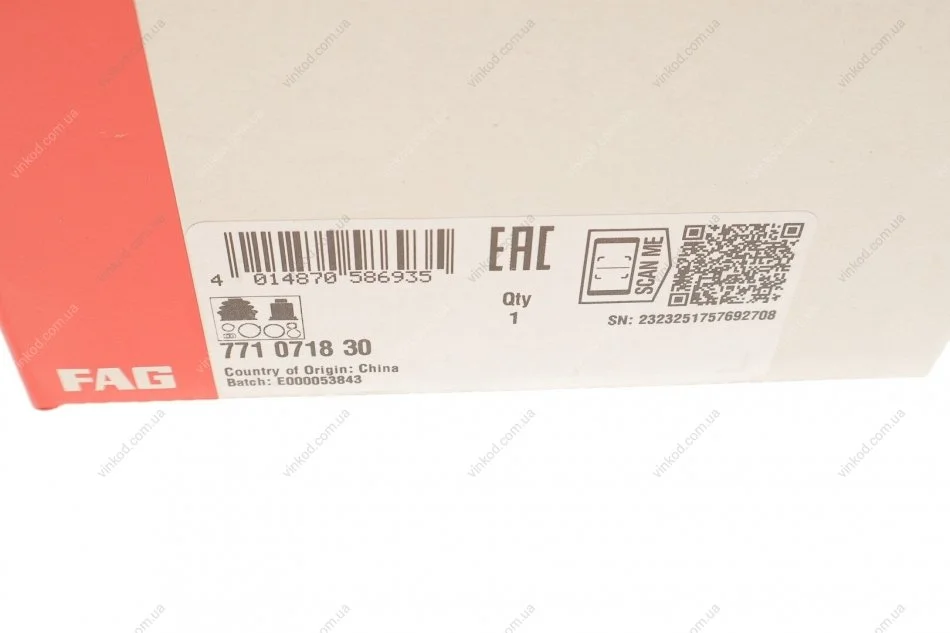 4 014870 586935
EAC
Qty
1
SCAN ME
SN: 2323251757692708
771 0718 30
Country of Origin: China
Batch: E000053843
FAG
vinkod.com.ua